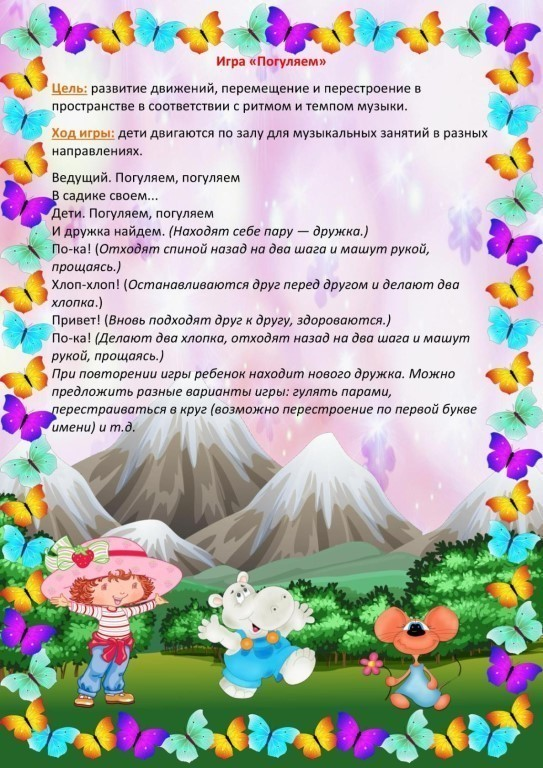 Игра «Погуляем»
Цель: развитие движений, перемещение и перестроение в
пространстве в соответствии с ритмом и темпом музыки.
Ход игры: дети двигаются по залу для музыкальных занятий в разных
направлениях.
Ведущий. Погуляем, погуляем
В садике своем...
Дети. Погуляем, погуляем
И дружка найдем. (Находят себе пару — дружка.)
По-ка! (Отходят спиной назад на два шага и машут рукой,
прощаясь.)
Хлоп-хлоп! (Останавливаются друг перед другом и делают два
хлопка.)
Привет! (Вновь подходят друг к другу, здороваются.)
По-ка! (Делают два хлопка, отходят назад на два шага и машут
рукой, прощаясь.)
При повторении игры ребенок находит нового дружка. Можно
предложить разные варианты игры: гулять парами,
перестраиваться в круг (возможно перестроение по первой букве
имени) и т.д.